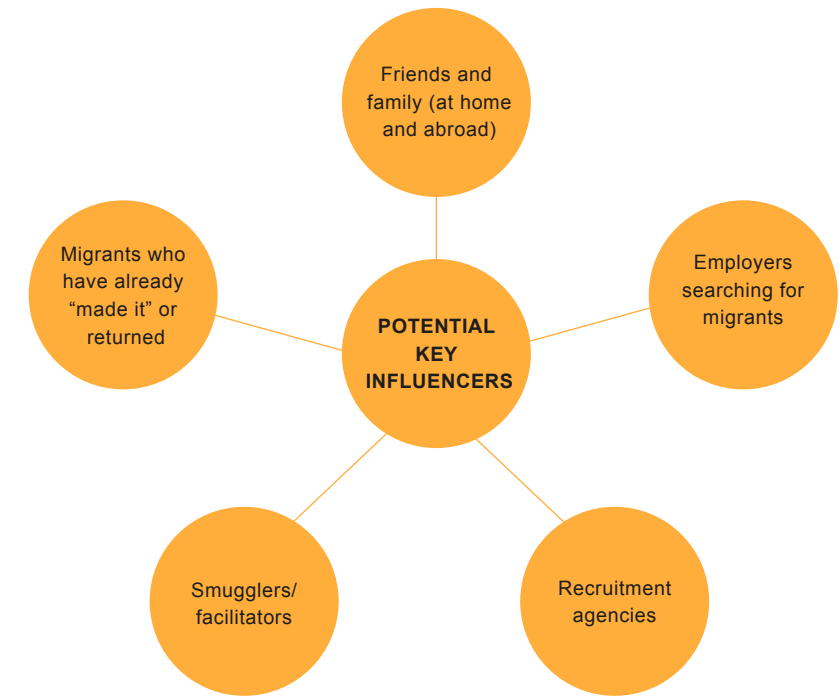 Friends and
family (at home
and abroad)
Migrants who
have already
“made it” or
returned
Employers
searching for
migrants
POTENTIAL
KEY
INFLUENCERS
Smugglers/
facilitators
Recruitment
agencies